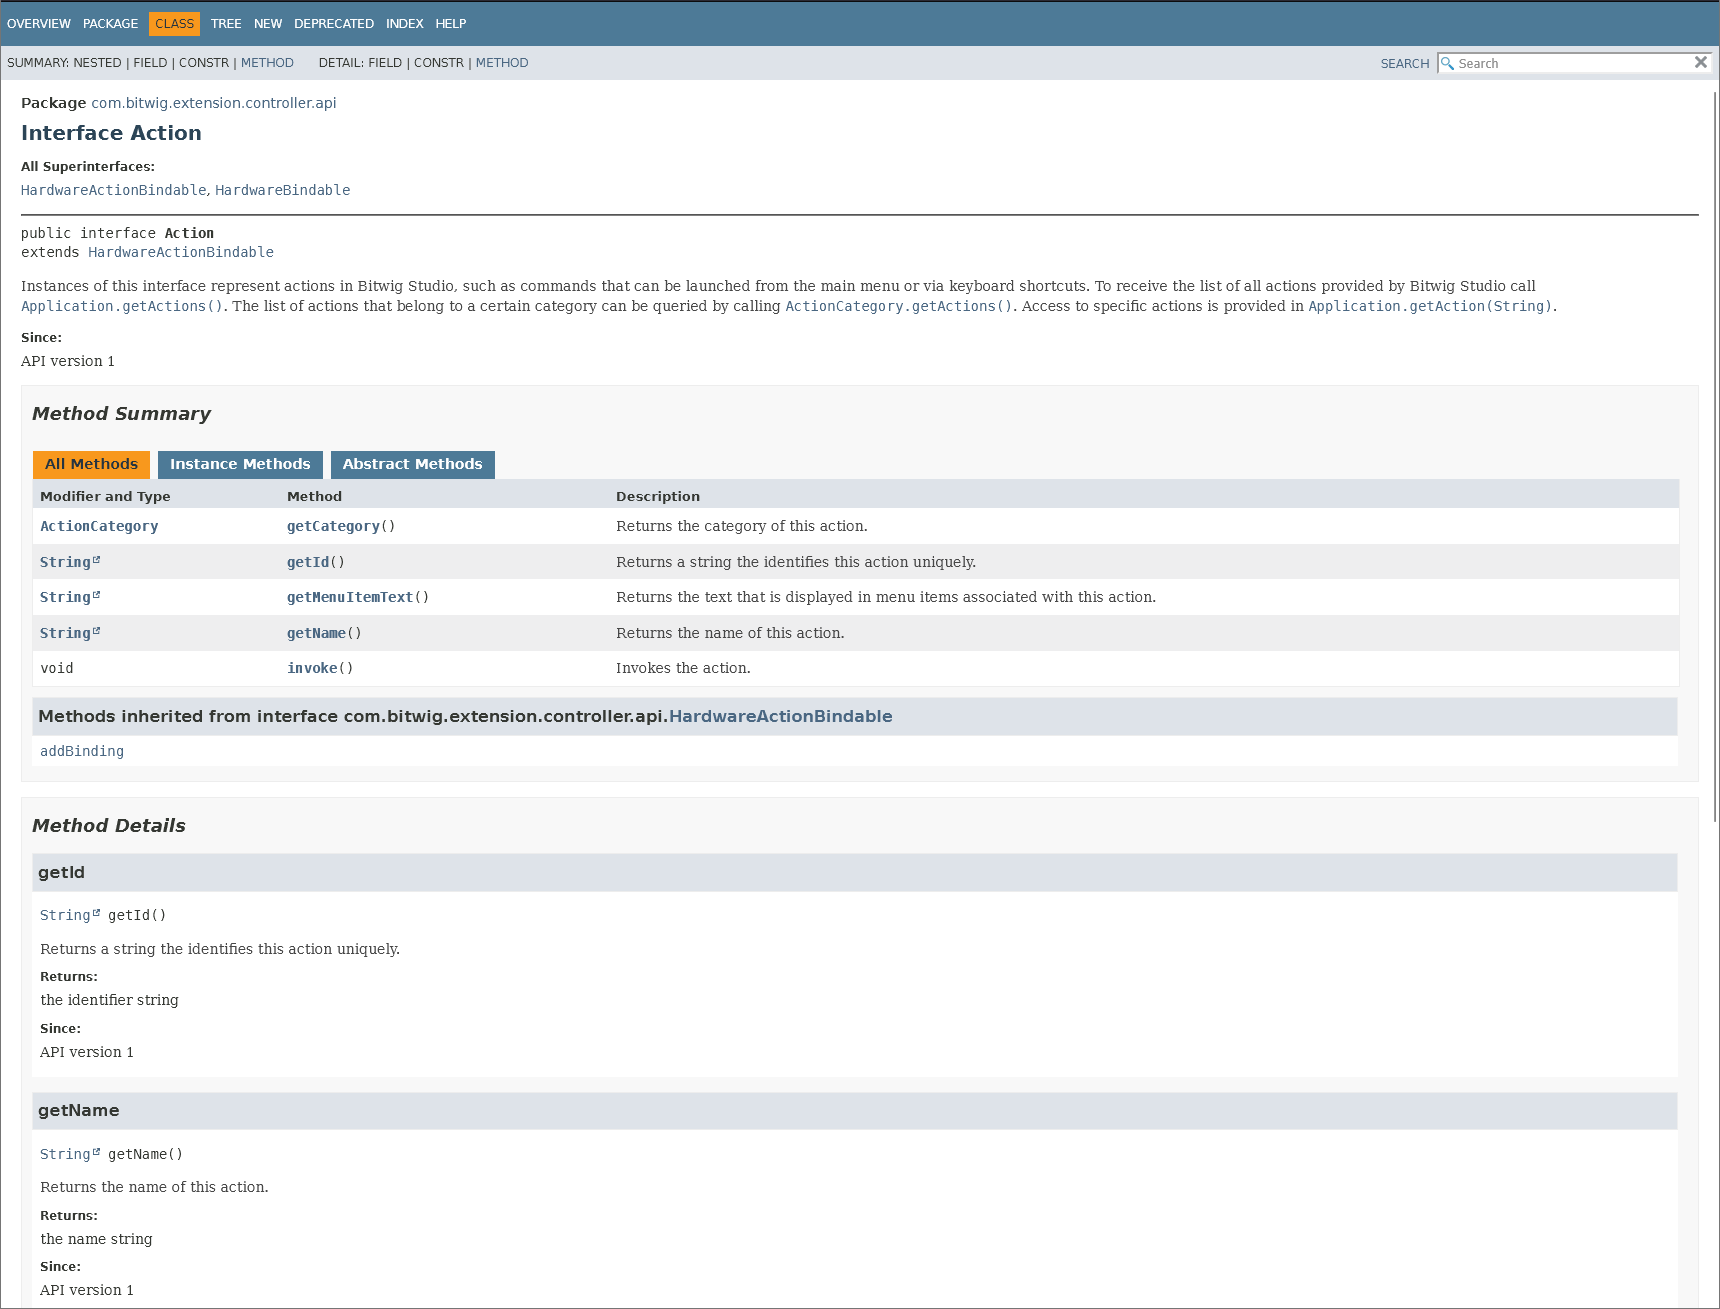 OVERVIEW PACKAGE CLASS TREE NEW DEPRECATED INDEX HELP
SUMMARY: NESTED | FIELD | CONSTR | METHOD DETAIL: FIELD | CONSTR | METHOD SEARCH Search
Package com.bitwig.extension.controller.api
Interface Action
All Superinterfaces:
HardwareActionBindable, HardwareBindable
public interface Action
extends HardwareActionBindable
Instances of this interface represent actions in Bitwig Studio, such as commands that can be launched from the main menu or via keyboard shortcuts. To receive the list of all actions provided by Bitwig Studio call
Application.getActions(). The list of actions that belong to a certain category can be queried by calling ActionCategory.getActions(). Access to specific actions is provided in Application.getAction(String).
Since:
API version 1
Method Summary
All Methods Instance Methods Abstract Methods
Modifier and Type Method Description
ActionCategory getCategory() Returns the category of this action.
String getId() Returns a string the identifies this action uniquely.
String getMenuItemText() Returns the text that is displayed in menu items associated with this action.
String getName() Returns the name of this action.
void invoke() Invokes the action.
Methods inherited from interface com.bitwig.extension.controller.api.HardwareActionBindable
addBinding
Method Details
getId
String getId()
Returns a string the identifies this action uniquely.
Returns:
the identifier string
Since:
API version 1
getName
String getName()
Returns the name of this action.
Returns:
the name string
Since:
API version 1